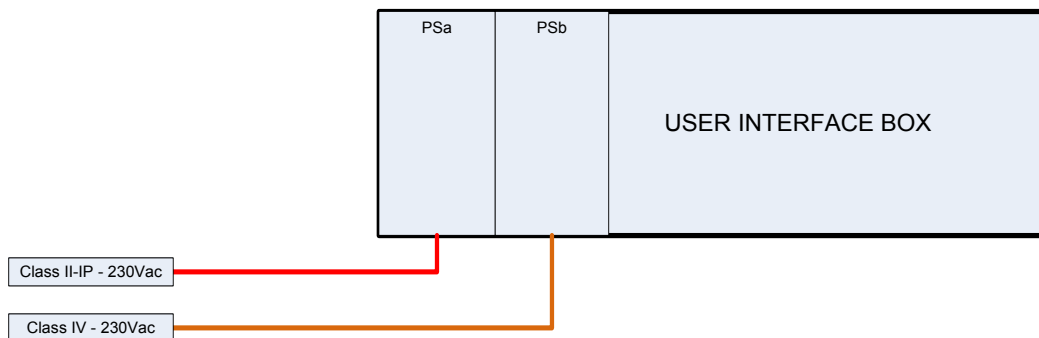 PSa
PSb
USER INTERFACE BOX
Class II-IP - 230Vac
Class IV - 230Vac